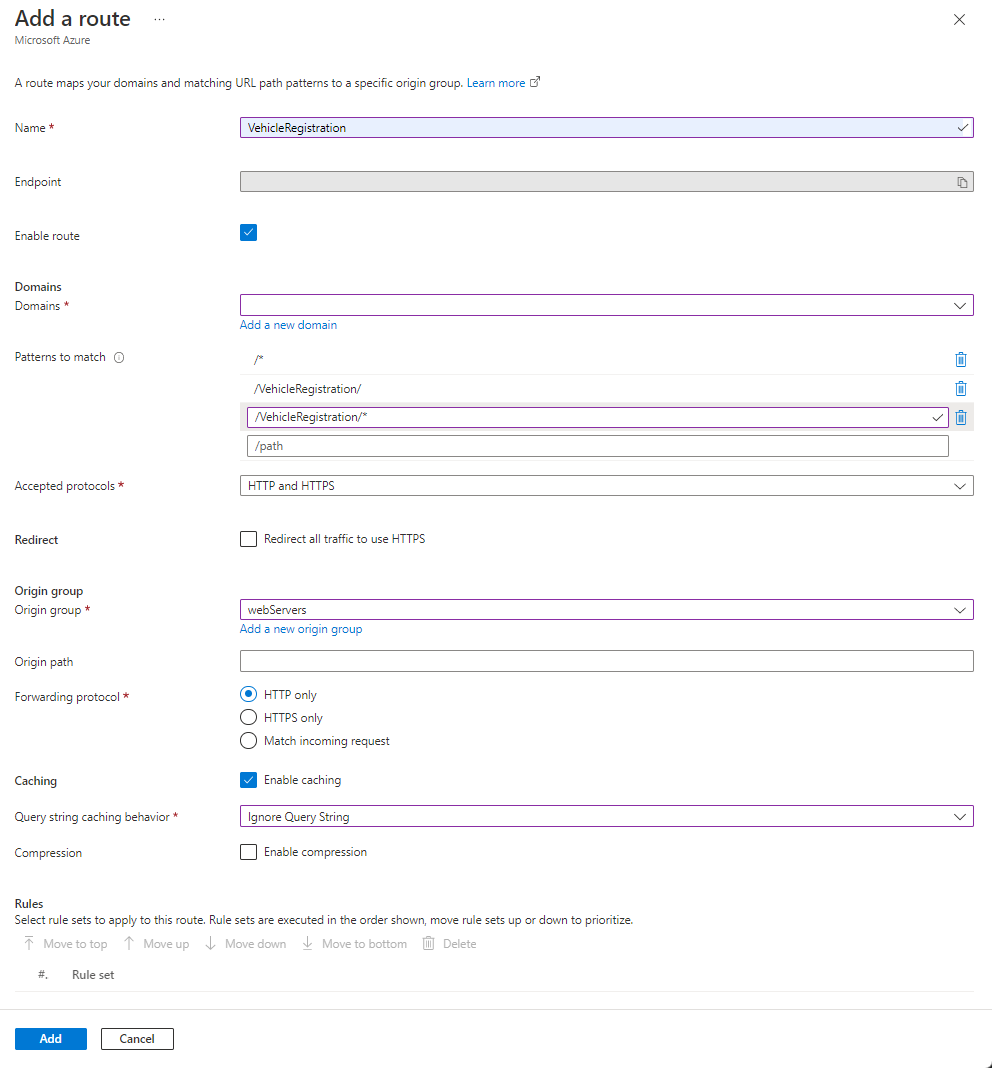 Add a route ...
Microsoft Azure
A route maps your domains and matching URL path patterns to a specific origin group. Learn more
Name * VehicleRegistration
Endpoint
Enable route
Domains
Domains *
Add a new domain
Patterns to match /*
/VehicleRegistration/
/VehicleRegistration/*
/path
Accepted protocols * HTTP and HTTPS
Redirect Redirect all traffic to use HTTPS
Origin group
Origin group * webServers
Add a new origin group
Origin path
Forwarding protocol * HTTP only
HTTPS only
Match incoming request
Caching Enable caching
Query string caching behavior * Ignore Query String
Compression Enable compression
Rules
Select rule sets to apply to this route. Rule sets are executed in the order shown, move rule sets up or down to prioritize.
Move to top Move up Move down Move to bottom Delete
#. Rule set
Add Cancel